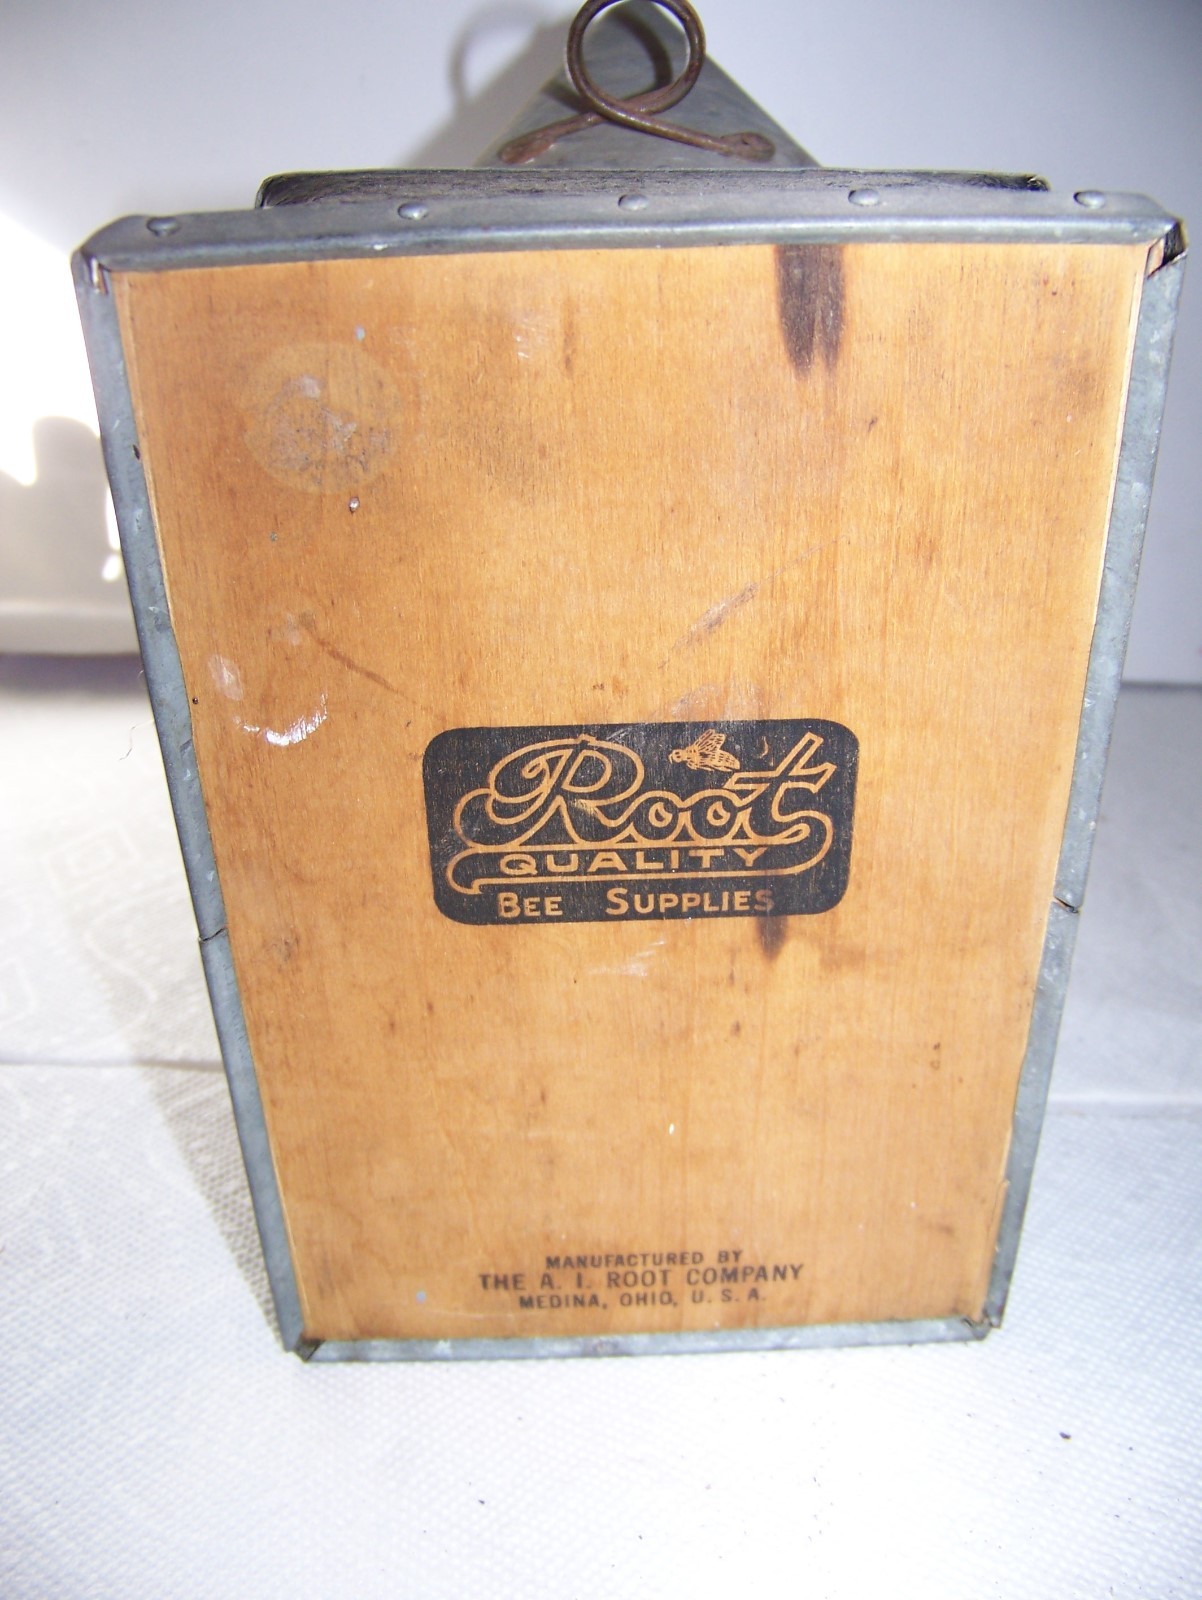 Root
QUALITY
BEE SUPPLIES
MANUFACTURED BY
THE A. I. ROOT COMPANY
MEDINA, OHIO, U. S. A.